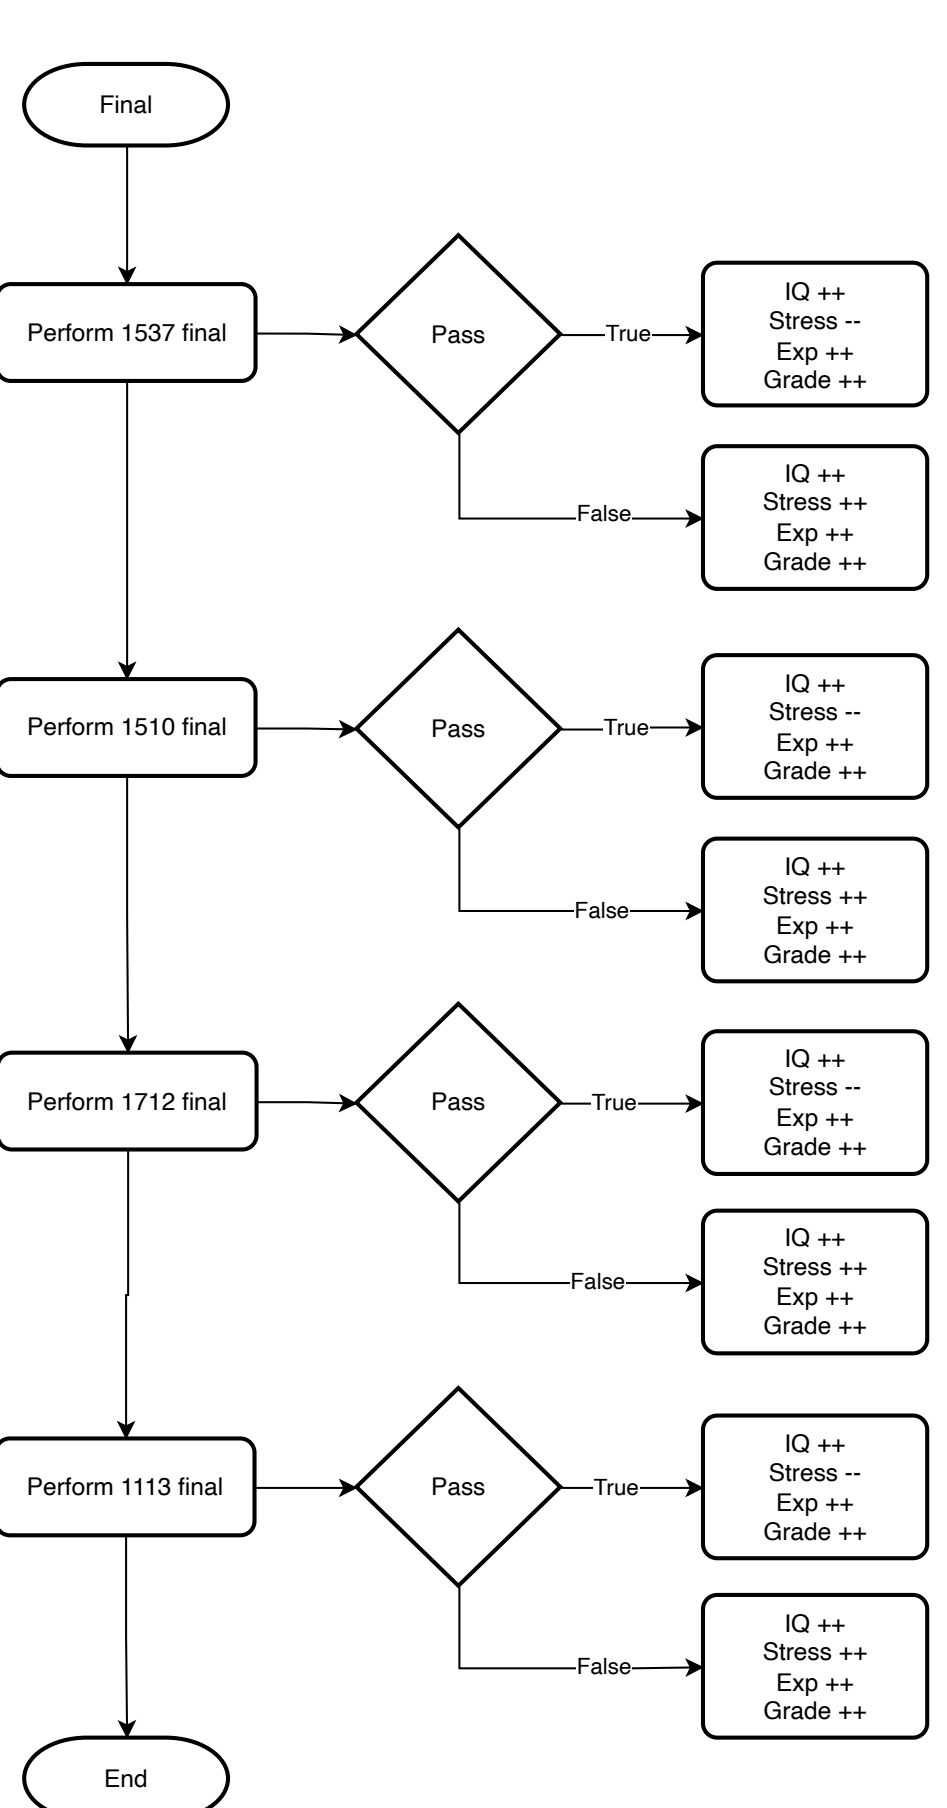 Final
Perform 1537 final
Pass
True
IQ ++
Stress --
Exp ++
Grade ++
False
IQ ++
Stress ++
Exp ++
Grade ++
Perform 1510 final
Pass
True
IQ ++
Stress --
Exp ++
Grade ++
False
IQ ++
Stress ++
Exp ++
Grade ++
Perform 1712 final
Pass
True
IQ ++
Stress --
Exp ++
Grade ++
False
IQ ++
Stress ++
Exp ++
Grade ++
Perform 1113 final
Pass
True
IQ ++
Stress --
Exp ++
Grade ++
False
IQ ++
Stress ++
Exp ++
Grade ++
End